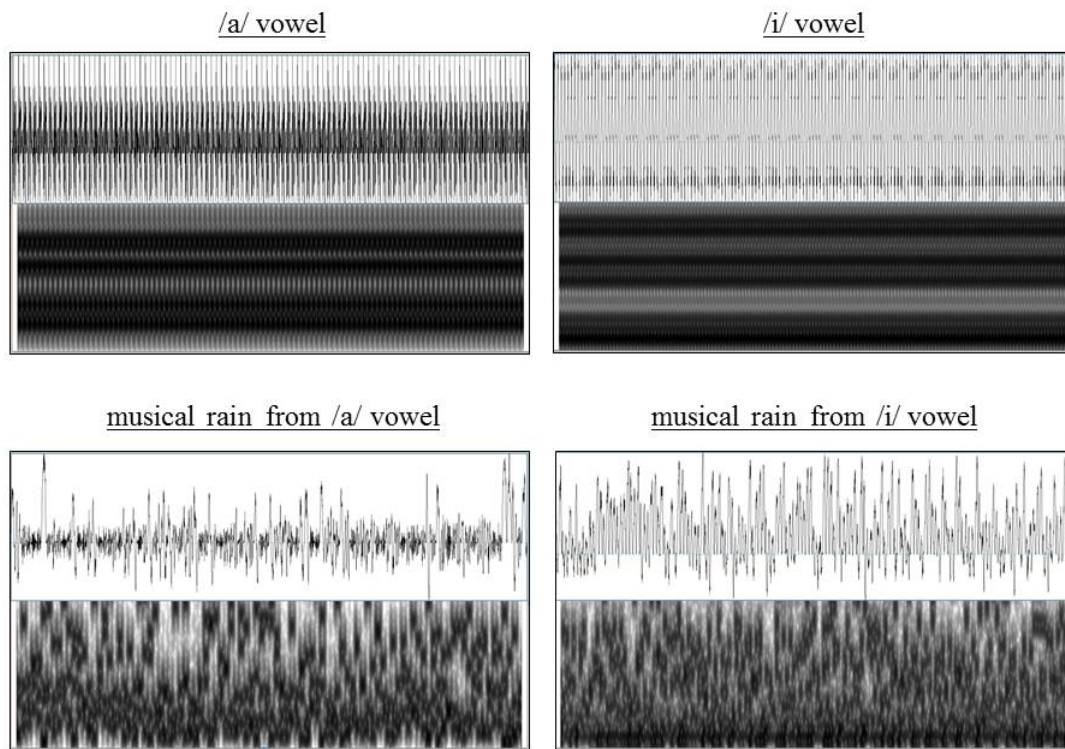 /a/ vowel
/i/ vowel
musical rain from /a/ vowel
musical rain from /i/ vowel